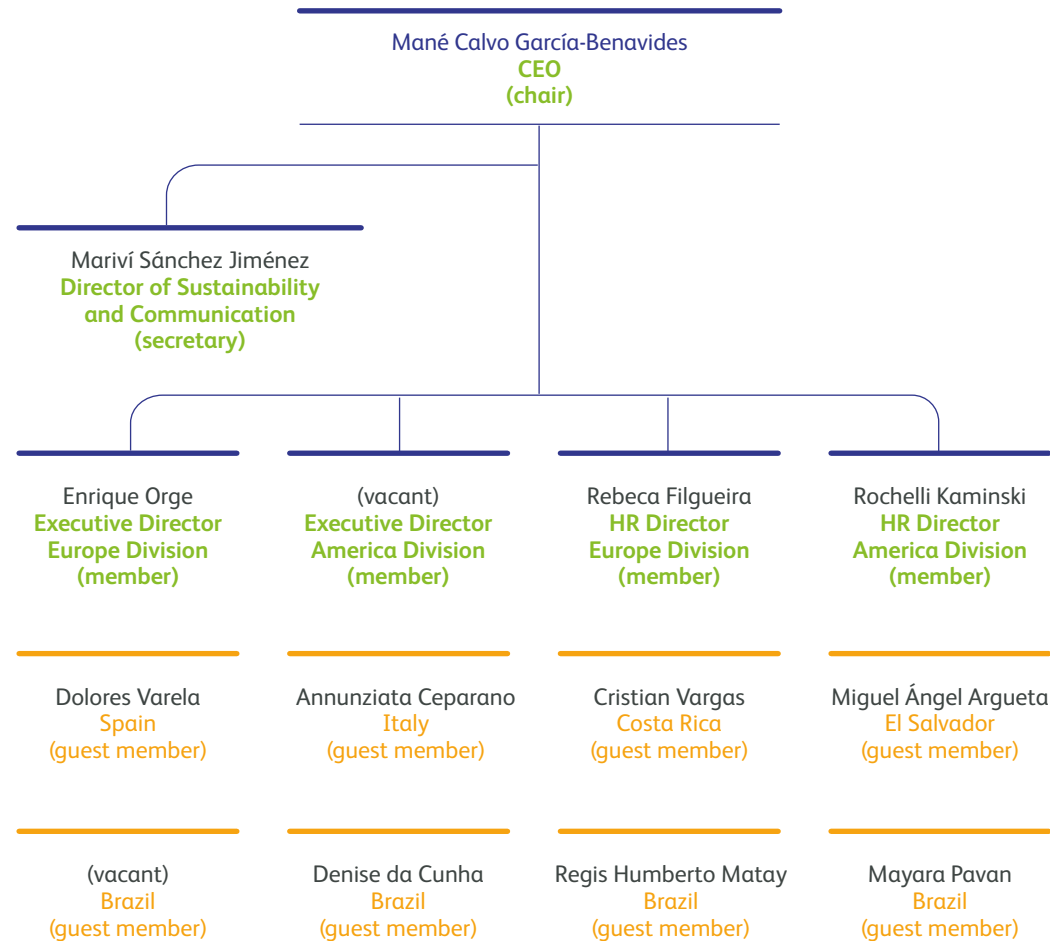 Mané Calvo García-Benavides
CEO
(chair)
Mariví Sánchez Jiménez
Director of Sustainability
and Communication
(secretary)
Enrique Orge
Executive Director
Europe Division
(member)
(vacant)
Executive Director
America Division
(member)
Rebeca Filgueira
HR Director
Europe Division
(member)
Rochelli Kaminski
HR Director
America Division
(member)
Dolores Varela
Spain
(guest member)
Annunziata Ceparano
Italy
(guest member)
Cristian Vargas
Costa Rica
(guest member)
Miguel Ángel Argueta
El Salvador
(guest member)
(vacant)
Brazil
(guest member)
Denise da Cunha
Brazil
(guest member)
Regis Humberto Matay
Brazil
(guest member)
Mayara Pavan
Brazil
(guest member)